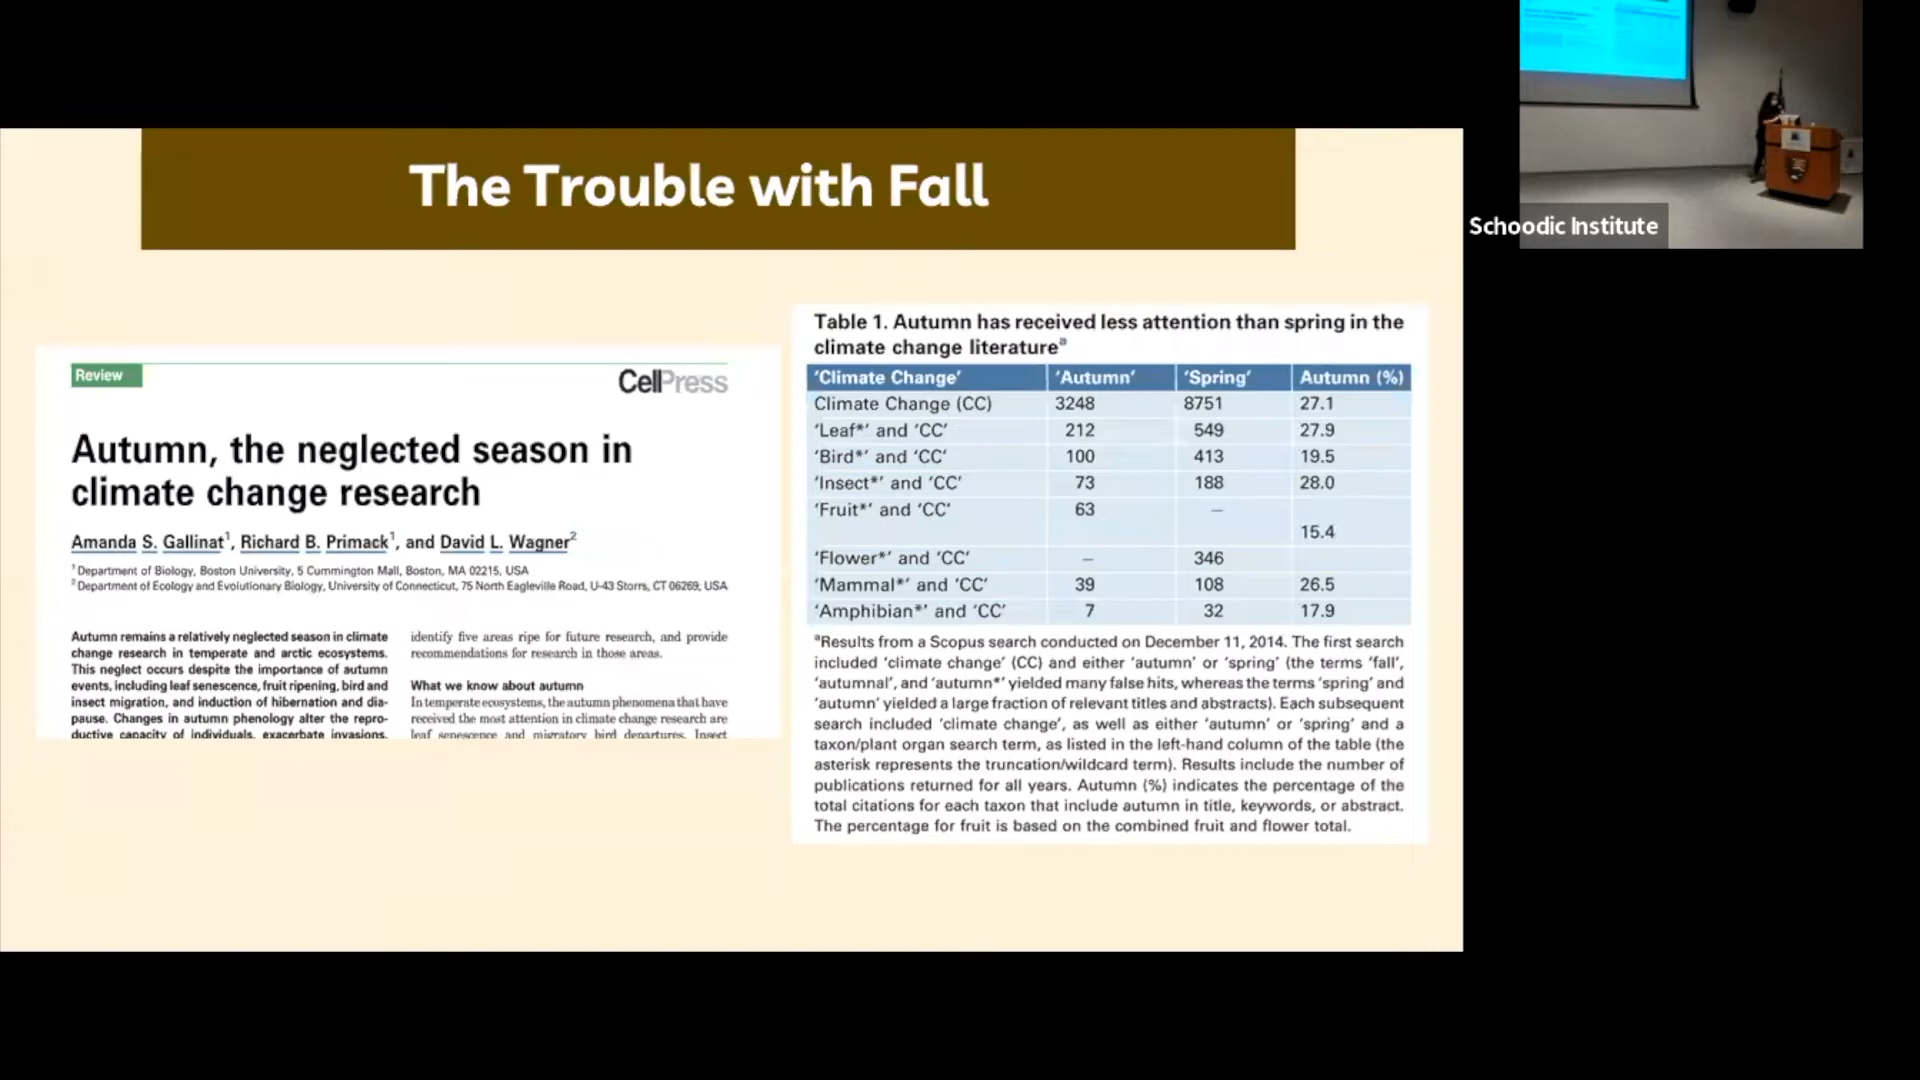 The Trouble with Fall
Schoodic Institute
Review
CellPress
Autumn, the neglected season in
climate change research
Amanda S. Gallinat1, Richard B. Primack1, and David L. Wagner2
1 Department of Biology, Boston University, 5 Cummington Mall, Boston, MA 02215, USA
2 Department of Ecology and Evolutionary Biology, University of Connecticut, 75 North Eagleville Road, U-43 Storrs, CT 06269, USA
Autumn remains a relatively neglected season in climate
change research in temperate and arctic ecosystems.
This neglect occurs despite the importance of autumn
events, including leaf senescence, fruit ripening, bird and
insect migration, and induction of hibernation and dia-
pause. Changes in autumn phenology alter the repro-
ductive capacity of individuals, exacerbate invasions,
identify five areas ripe for future research, and provide
recommendations for research in those areas.
What we know about autumn
In temperate ecosystems, the autumn phenomena that have
received the most attention in climate change research are
leaf senescence and migratory bird departures. Insect
Table 1. Autumn has received less attention than spring in the
climate change literatureª
‘Climate Change’ ‘Autumn’ ‘Spring’ Autumn (%)
Climate Change (CC) 3248 8751 27.1
‘Leaf*’ and ‘CC’ 212 549 27.9
‘Bird*’ and ‘CC’ 100 413 19.5
‘Insect*’ and ‘CC’ 73 188 28.0
‘Fruit*’ and ‘CC’ 63 –
15.4
‘Flower*’ and ‘CC’ – 346
‘Mammal*’ and ‘CC’ 39 108 26.5
‘Amphibian*’ and ‘CC’ 7 32 17.9
ªResults from a Scopus search conducted on December 11, 2014. The first search
included ‘climate change’ (CC) and either ‘autumn’ or ‘spring’ (the terms ‘fall’,
‘autumnal’, and ‘autumn*’ yielded many false hits, whereas the terms ‘spring’ and
‘autumn’ yielded a large fraction of relevant titles and abstracts). Each subsequent
search included ‘climate change’, as well as either ‘autumn’ or ‘spring’ and a
taxon/plant organ search term, as listed in the left-hand column of the table (the
asterisk represents the truncation/wildcard term). Results include the number of
publications returned for all years. Autumn (%) indicates the percentage of the
total citations for each taxon that include autumn in title, keywords, or abstract.
The percentage for fruit is based on the combined fruit and flower total.